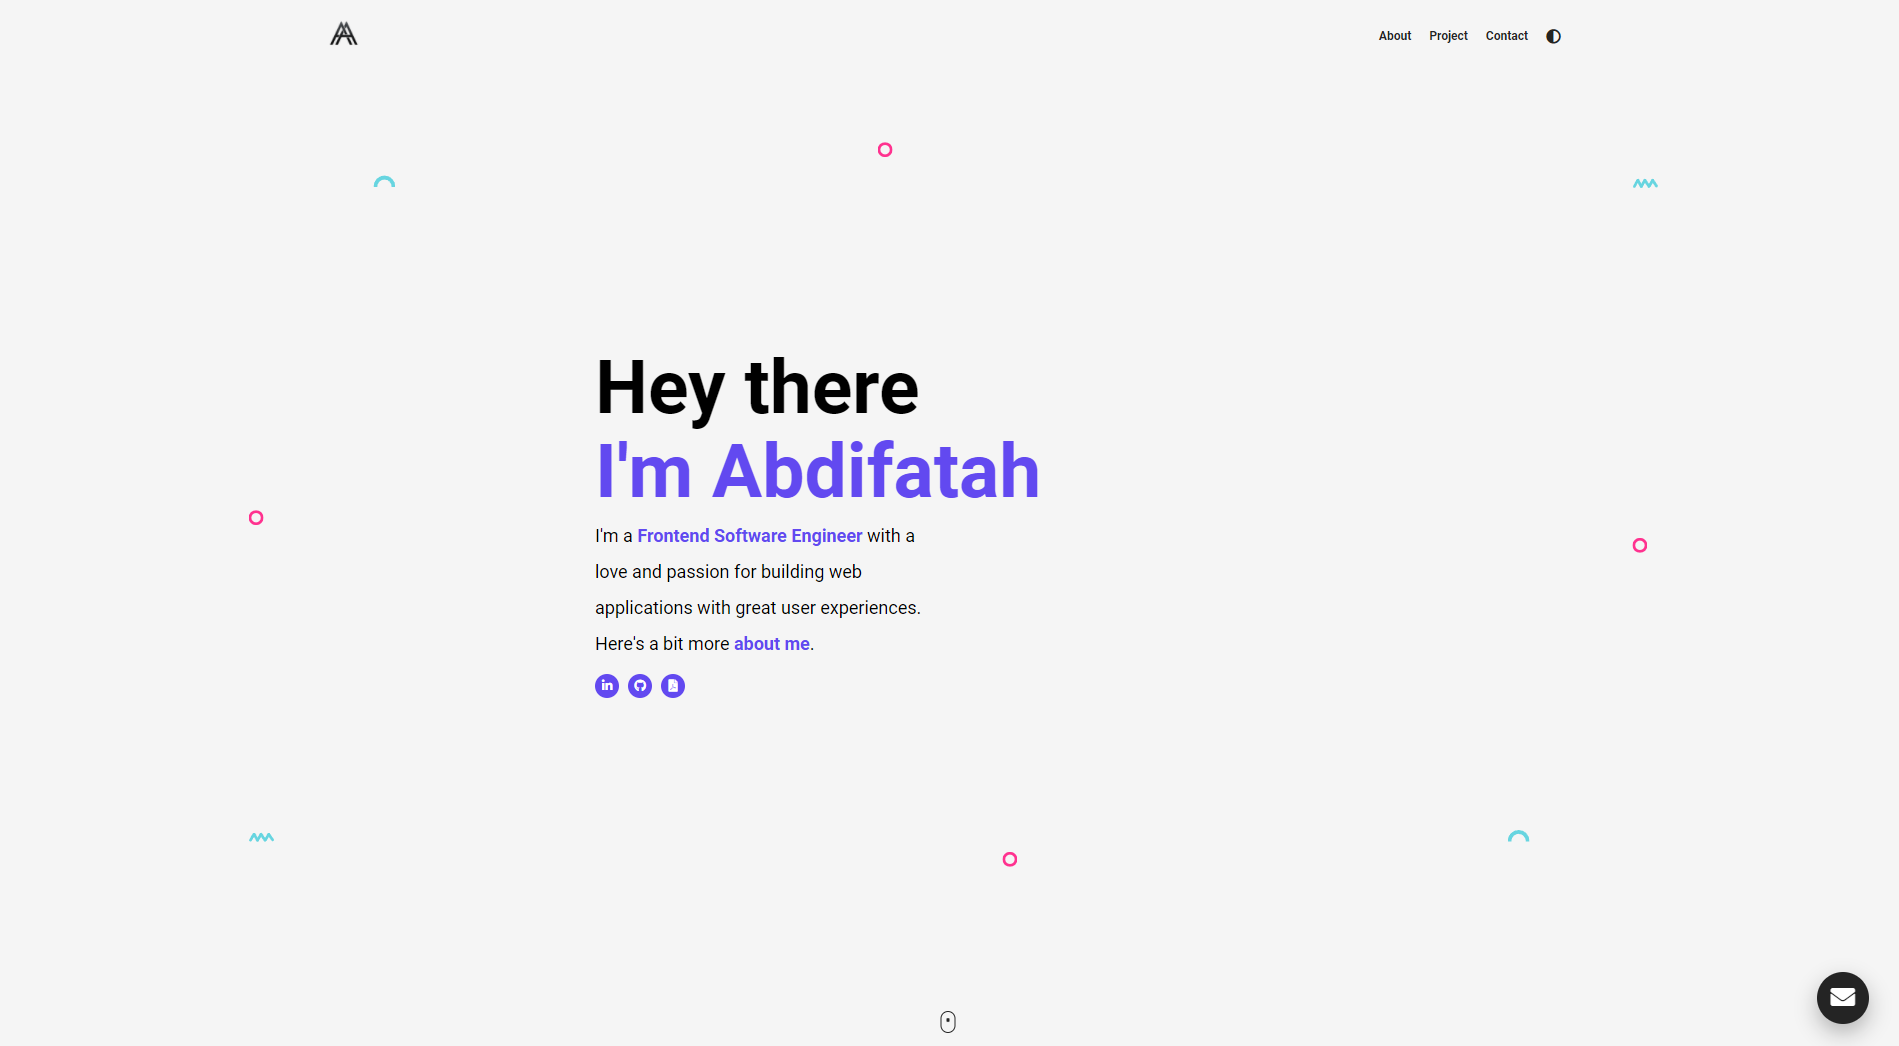 About Project Contact
Hey there
I'm Abdifatah
I'm a Frontend Software Engineer with a
love and passion for building web
applications with great user experiences.
Here's a bit more about me.
in